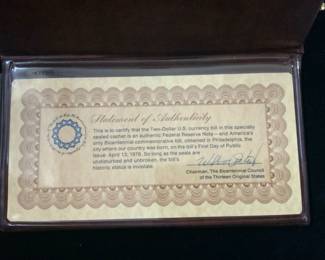 Statement of Authenticity
This is to certify that the Two-Dollar U.S. currency bill in this specially
sealed cachet is an authentic Federal Reserve Note—and America's
only Bicentennial commemorative bill, obtained in Philadelphia, the
city where our country was born, on the bill's First Day of Public
Issue: April 13, 1976. So long as the seals are
undisturbed and unbroken, the bill's
historic status is inviolate.
Chairman, The Bicentennial Council
of the Thirteen Original States